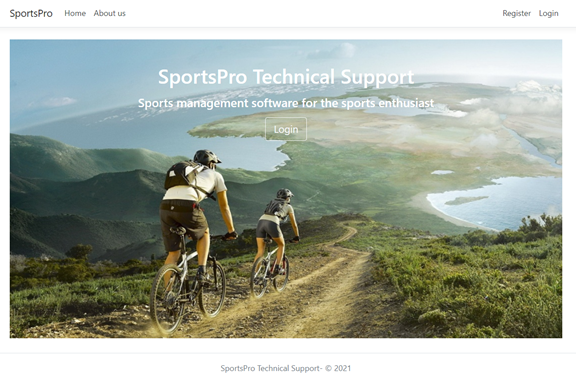 SportsPro Home About us Register Login
SportsPro Technical Support
Sports management software for the sports enthusiast
Login
SportsPro Technical Support- © 2021